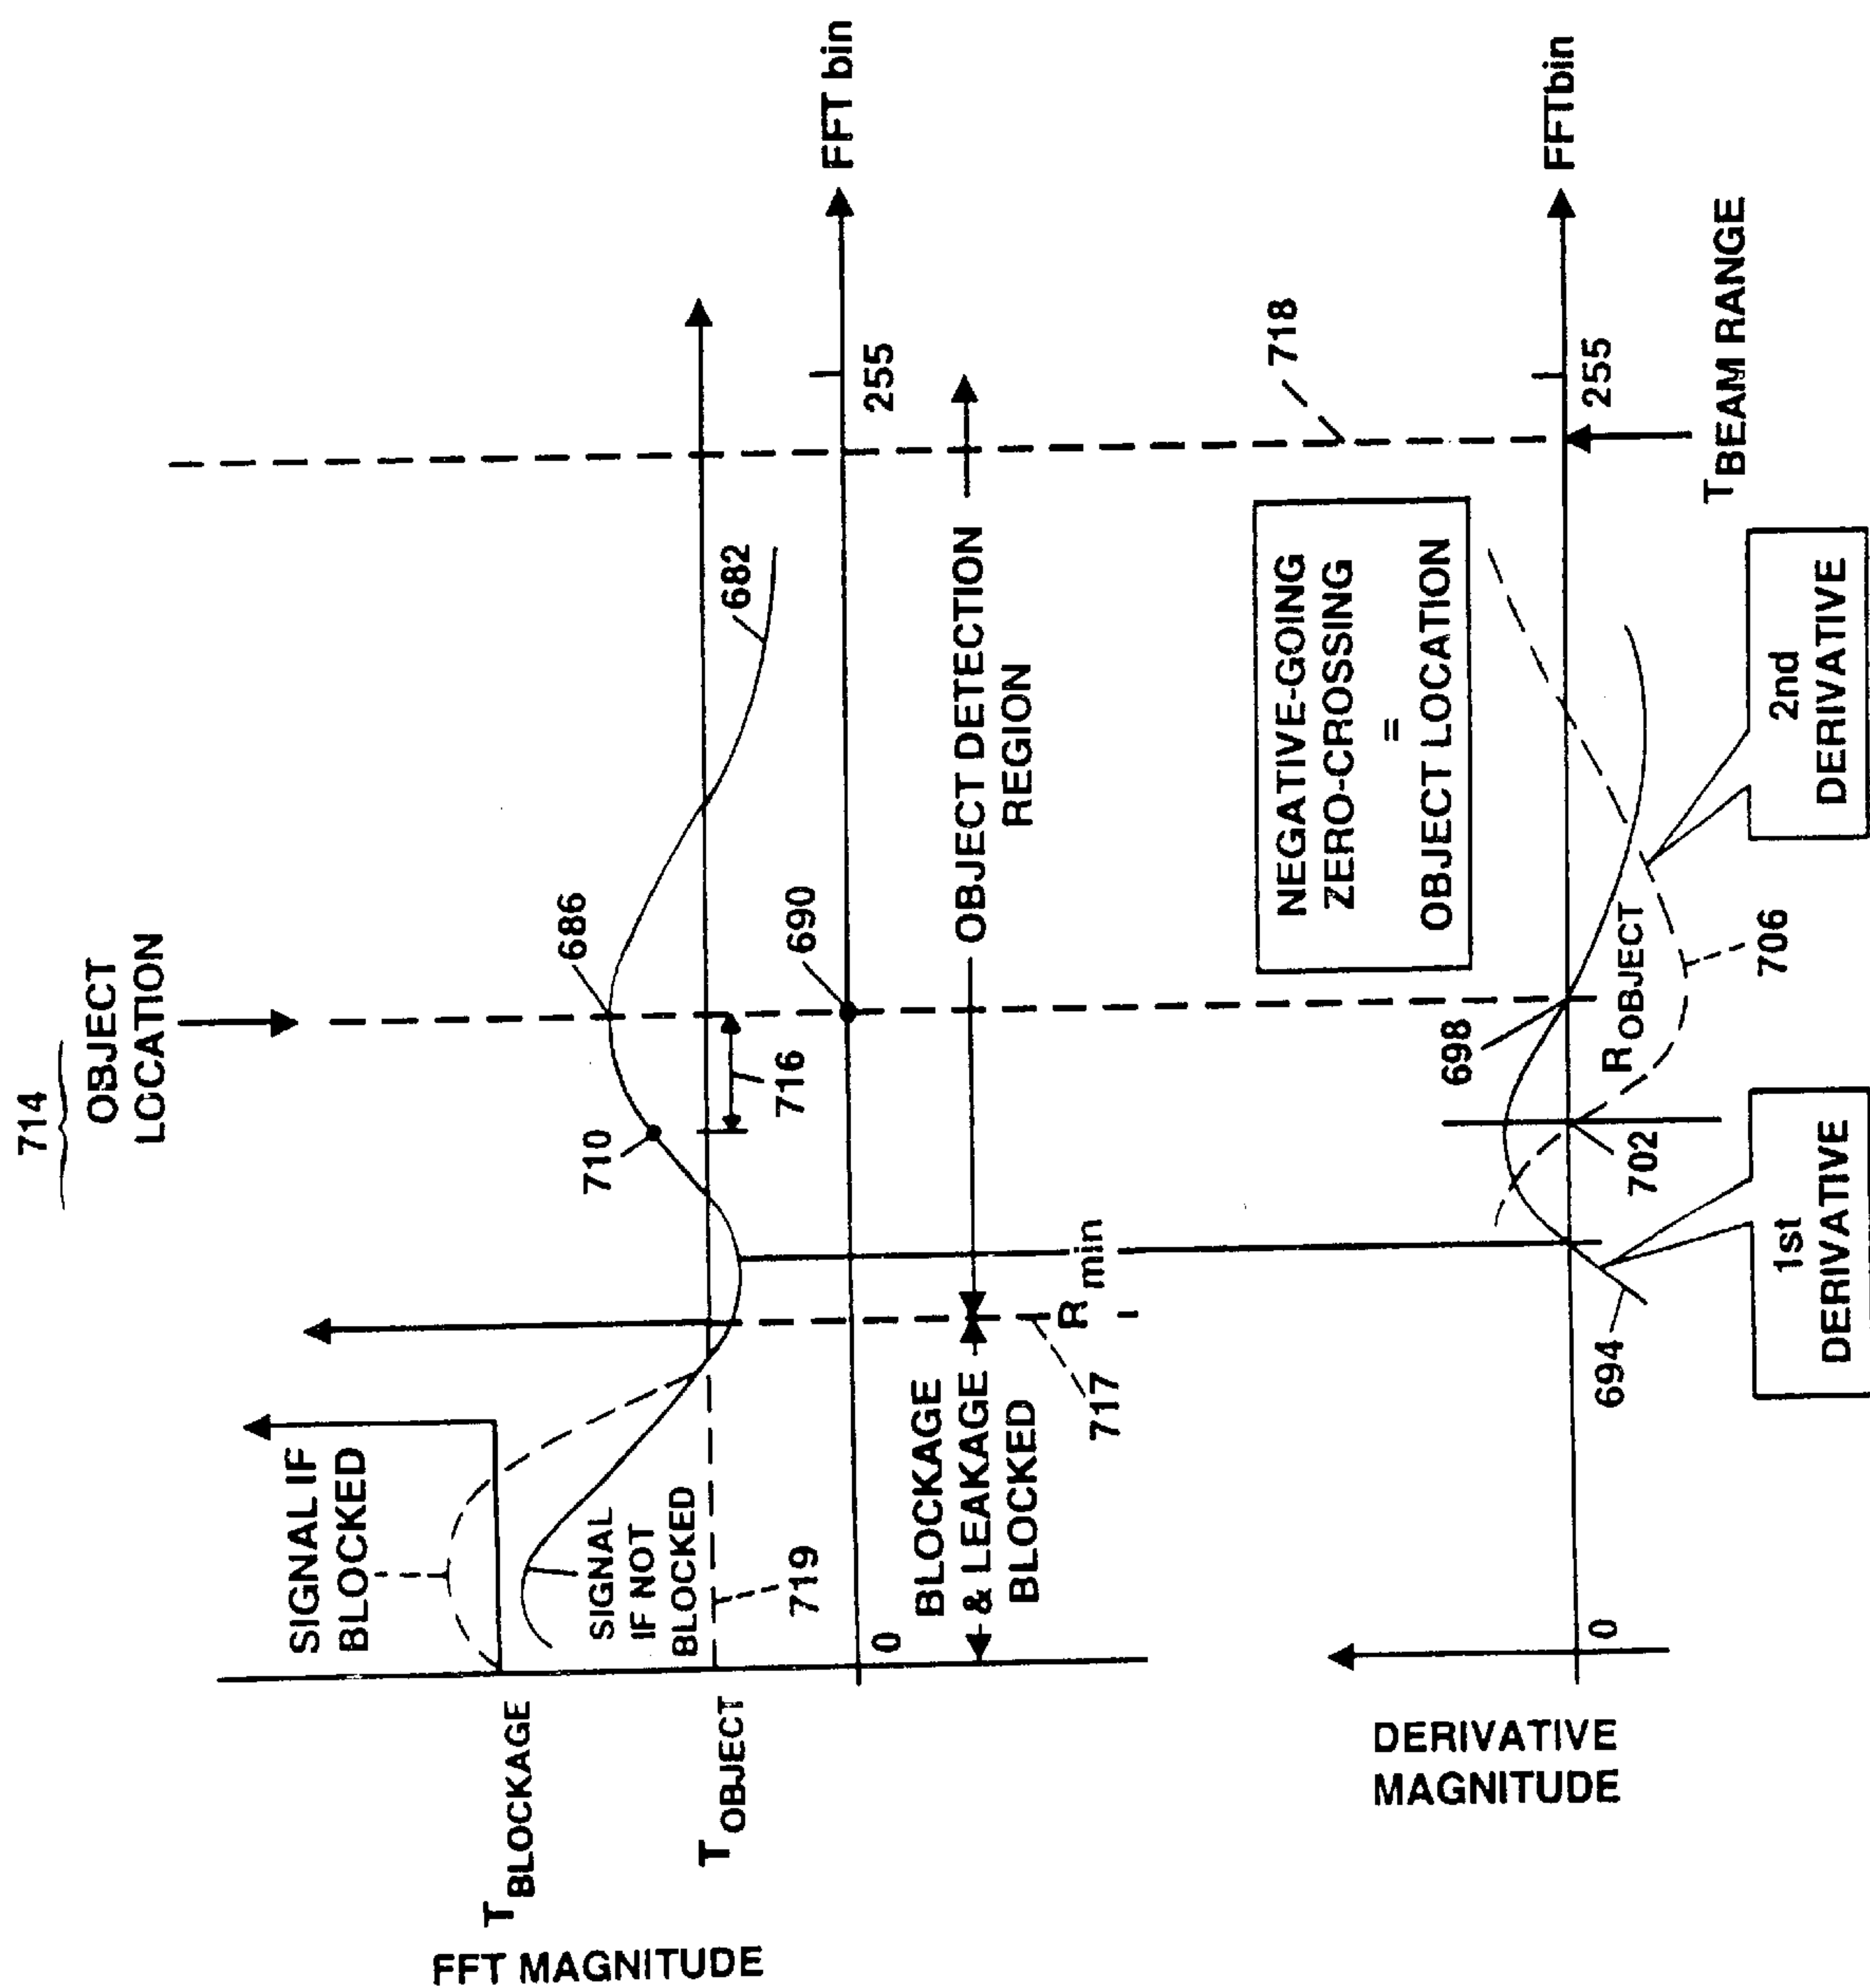 714
OBJECT
LOCATION
SIGNAL IF
BLOCKED
T BLOCKAGE
SIGNAL
IF NOT
BLOCKED
719
T OBJECT
FFT MAGNITUDE
710
686
716
690
682
0
255
FFT bin
BLOCKAGE
& LEAKAGE
BLOCKED
OBJECT DETECTION
REGION
R min
717
718
NEGATIVE-GOING
ZERO-CROSSING
=
OBJECT LOCATION
DERIVATIVE
MAGNITUDE
0
694
698
702
R OBJECT
706
255
FFTbin
T BEAM RANGE
1st
DERIVATIVE
2nd
DERIVATIVE